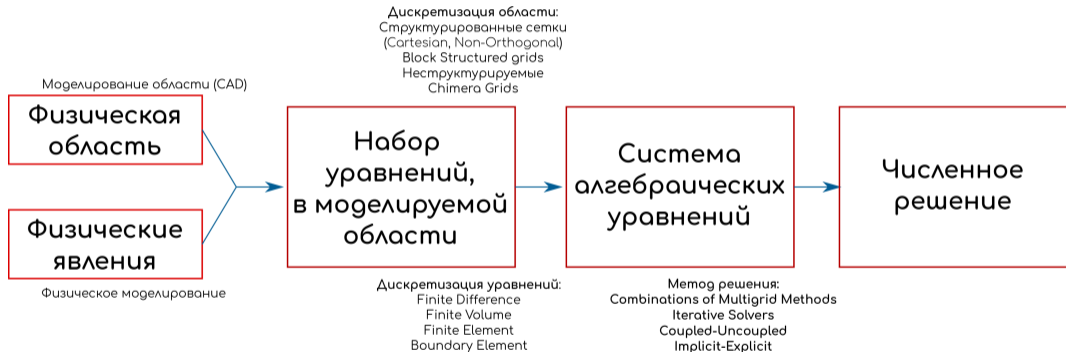 Дискретизация области:
Структурированные сетки
(Cartesian, Non-Orthogonal)
Block Structured grids
Неструктурируемые
Chimera Grids
Моделирование области (CAD)
Физическая
область
Физические
явления
Физическое моделирование
Набор
уравнений,
в моделируемой
области
Дискретизация уравнений:
Finite Difference
Finite Volume
Finite Element
Boundary Element
Система
алгебраических
уравнений
Метод решения:
Combinations of Multigrid Methods
Iterative Solvers
Coupled-Uncoupled
Implicit-Explicit
Численное
решение